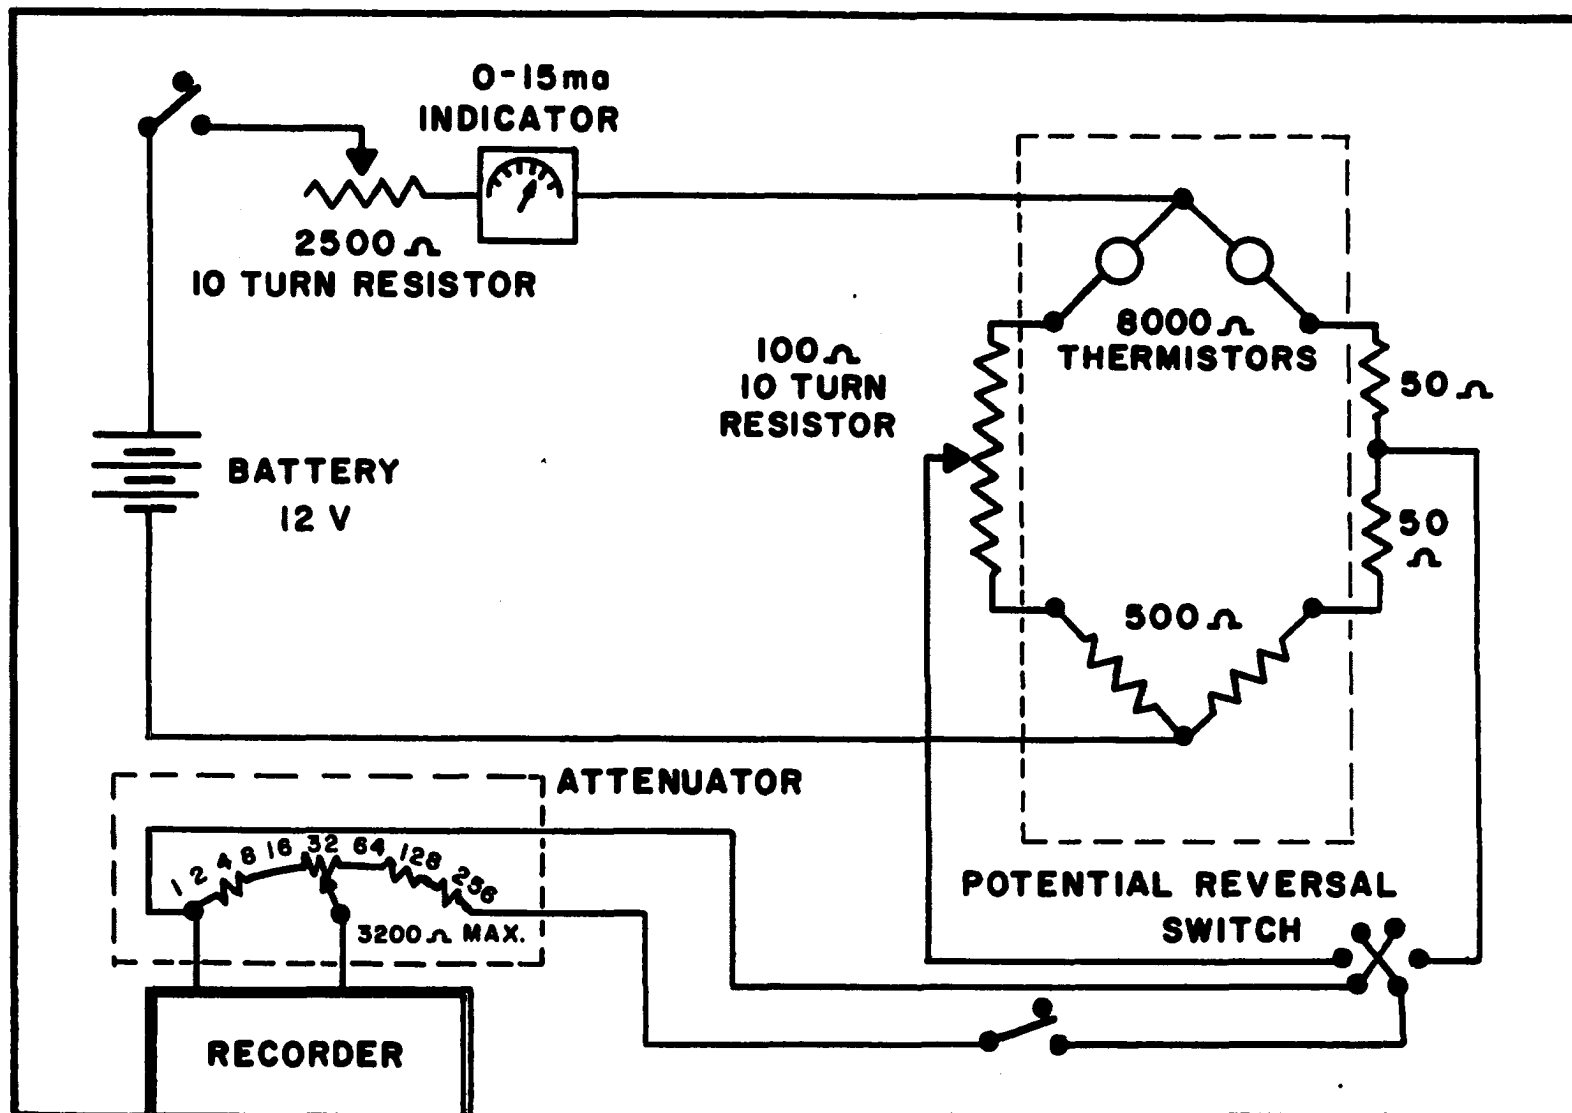 0-15ma
INDICATOR
2500 Ω
10 TURN RESISTOR
8000 Ω
THERMISTORS
100 Ω
10 TURN
RESISTOR
50 Ω
50
Ω
BATTERY
12 V
500 Ω
ATTENUATOR
1 2 4 8 16 32 64 128 256
3200 Ω MAX.
POTENTIAL REVERSAL
SWITCH
RECORDER